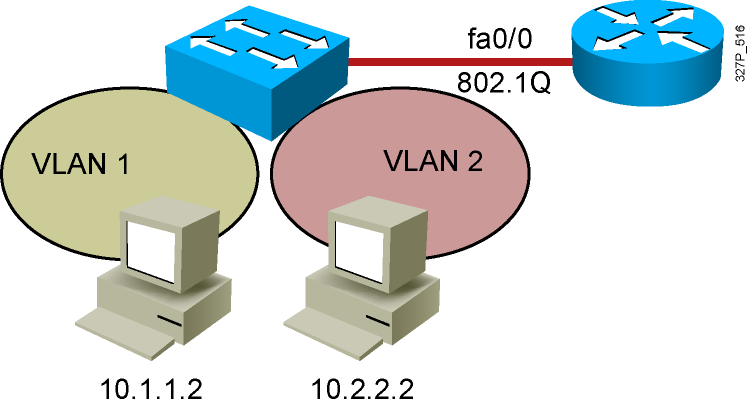 fa0/0
802.1Q
327P_516
VLAN 1
VLAN 2
10.1.1.2
10.2.2.2